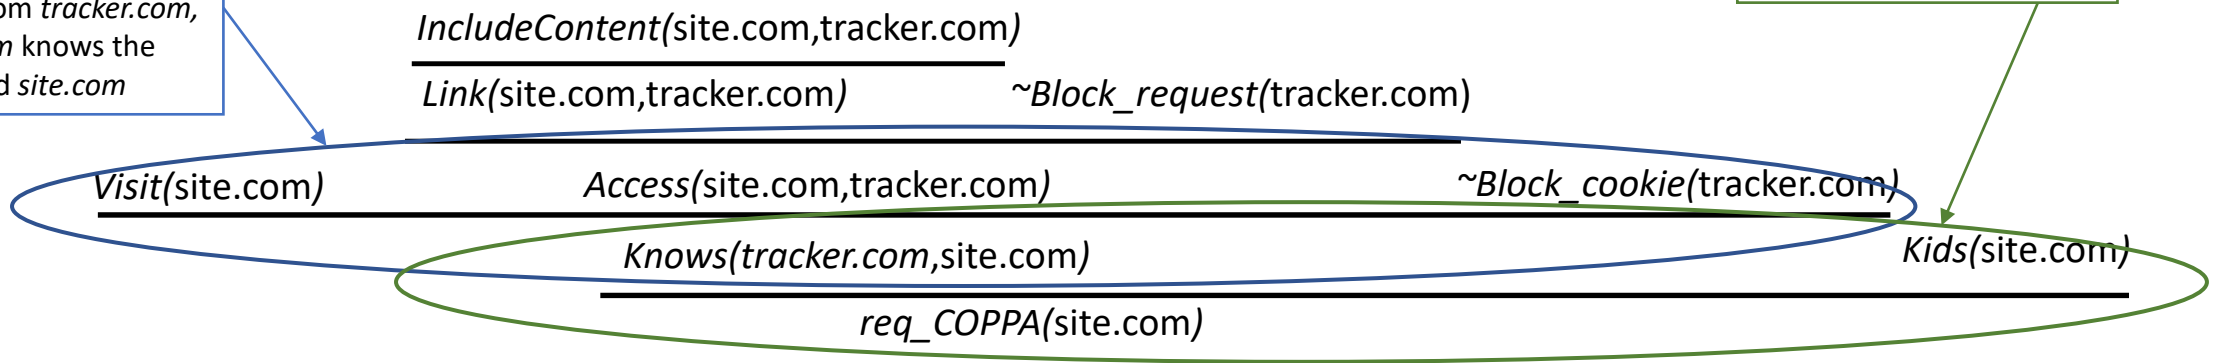 om tracker.com,
m knows the
d site.com
IncludeContent(site.com,tracker.com)
Link(site.com,tracker.com) ~Block_request(tracker.com)
Visit(site.com) Access(site.com,tracker.com) ~Block_cookie(tracker.com)
Knows(tracker.com,site.com) Kids(site.com)
req_COPPA(site.com)